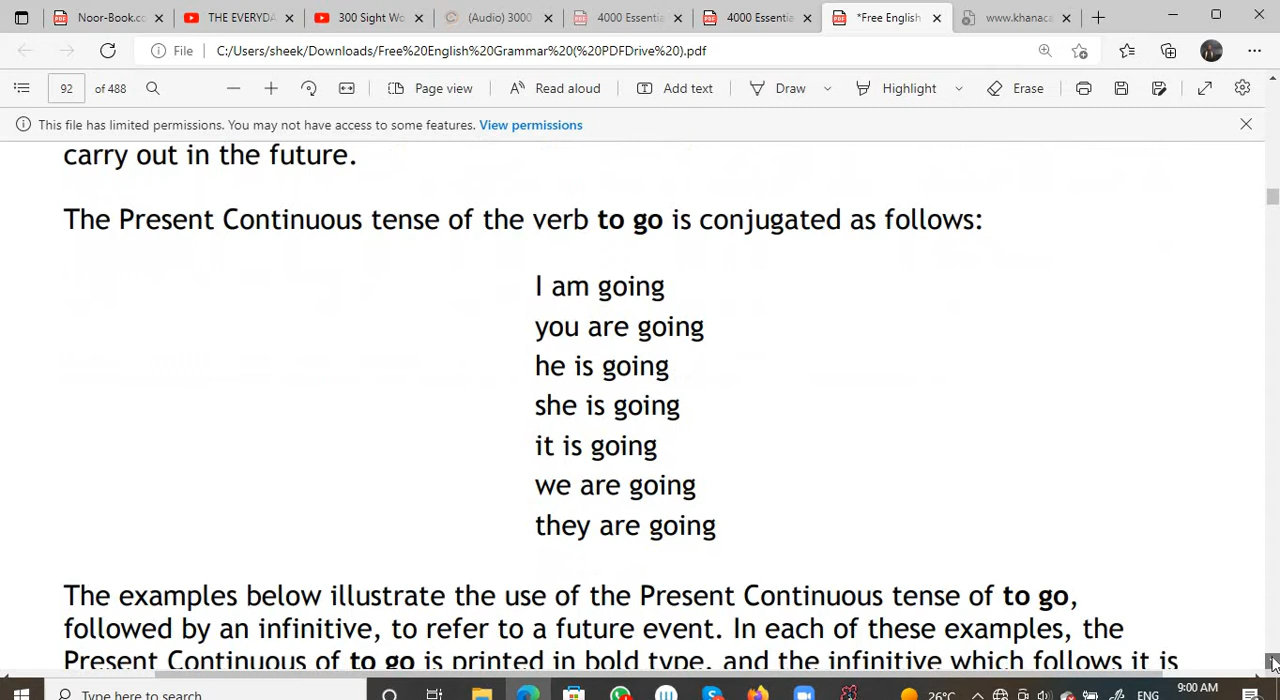 Noor-Book.co
THE EVERYDA
300 Sight Wo
(Audio) 3000
4000 Essentia
4000 Essentia
*Free English
www.khanaca
File
C:/Users/sheek/Downloads/Free%20English%20Grammar%20(%20PDFDrive%20).pdf
92 of 488
Page view
Read aloud
Add text
Draw
Highlight
Erase
This file has limited permissions. You may not have access to some features. View permissions
carry out in the future.
The Present Continuous tense of the verb to go is conjugated as follows:
I am going
you are going
he is going
she is going
it is going
we are going
they are going
The examples below illustrate the use of the Present Continuous tense of to go,
followed by an infinitive, to refer to a future event. In each of these examples, the
Present Continuous of to go is printed in bold type, and the infinitive which follows it is
Type here to search
26°C
ENG
9:00 AM